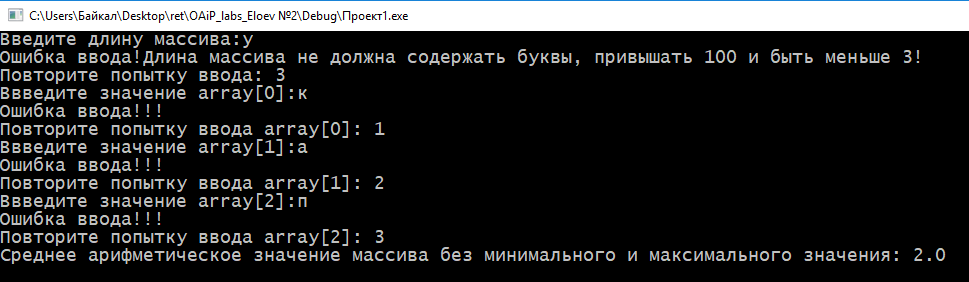 C:\Users\Байкал\Desktop\ret\OAiP_labs_Eloev №2\Debug\Проект1.exe
Введите длину массива:у
Ошибка ввода!Длина массива не должна содержать буквы, привышать 100 и быть меньше 3!
Повторите попытку ввода: 3
Ввведите значение array[0]:к
Ошибка ввода!!!
Повторите попытку ввода array[0]: 1
Ввведите значение array[1]:а
Ошибка ввода!!!
Повторите попытку ввода array[1]: 2
Ввведите значение array[2]:п
Ошибка ввода!!!
Повторите попытку ввода array[2]: 3
Среднее арифметическое значение массива без минимального и максимального значения: 2.0